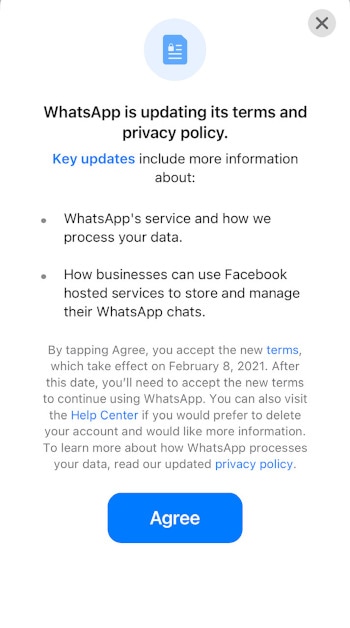 WhatsApp is updating its terms and
privacy policy.
Key updates include more information
about:
• WhatsApp's service and how we
process your data.
• How businesses can use Facebook
hosted services to store and manage
their WhatsApp chats.
By tapping Agree, you accept the new terms,
which take effect on February 8, 2021. After
this date, you’ll need to accept the new terms
to continue using WhatsApp. You can also visit
the Help Center if you would prefer to delete
your account and would like more information.
To learn more about how WhatsApp processes
your data, read our updated privacy policy.
Agree